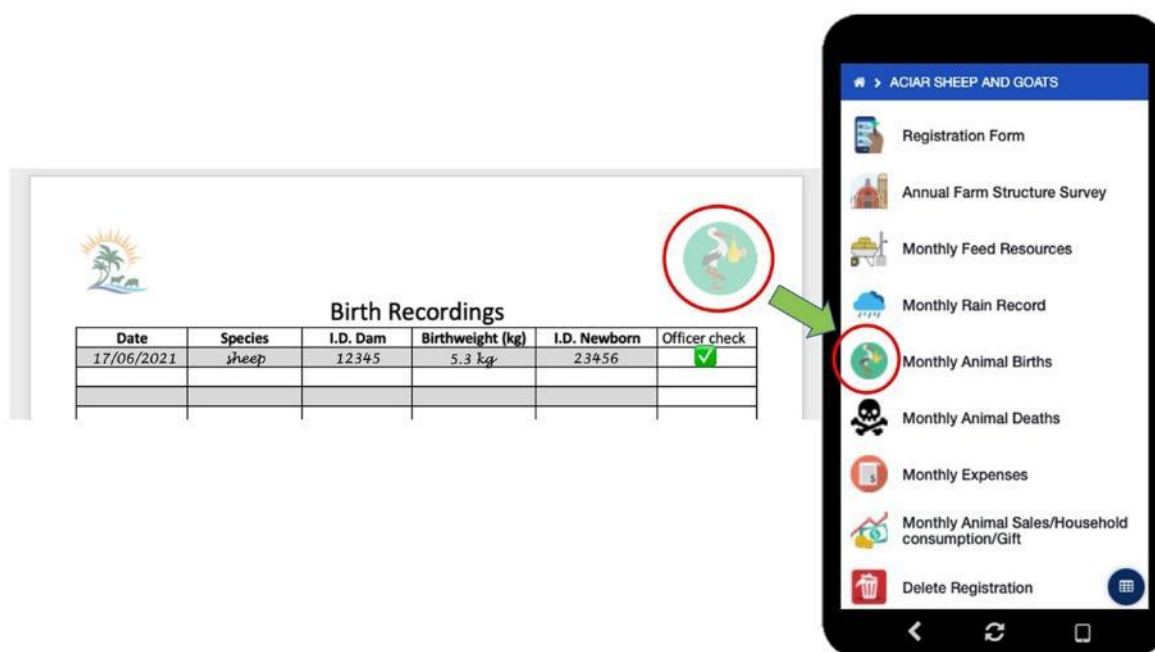 Birth Recordings
Date Species I.D. Dam Birthweight (kg) I.D. Newborn Officer check
17/06/2021 sheep 12345 5.3 kg 23456
ACIAR SHEEP AND GOATS
Registration Form
Annual Farm Structure Survey
Monthly Feed Resources
Monthly Rain Record
Monthly Animal Births
Monthly Animal Deaths
Monthly Expenses
Monthly Animal Sales/Household
consumption/Gift
Delete Registration